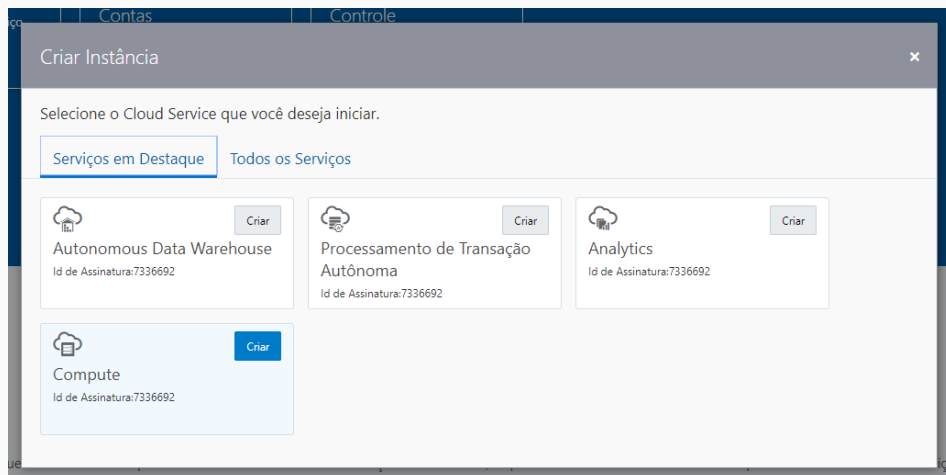 Contas
Controle
Criar Instância
Selecione o Cloud Service que você deseja iniciar.
Serviços em Destaque
Todos os Serviços
Criar
Autonomous Data Warehouse
Id de Assinatura:7336692
Criar
Processamento de Transação
Autônoma
Id de Assinatura:7336692
Criar
Analytics
Id de Assinatura:7336692
Criar
Compute
Id de Assinatura:7336692